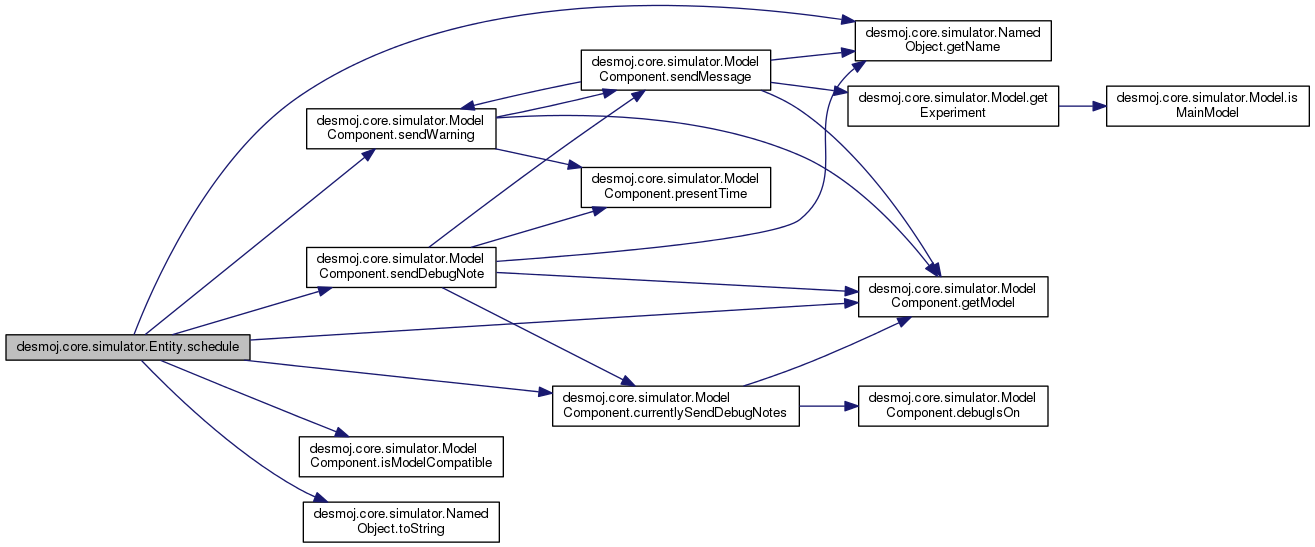 desmoj.core.simulator.Named
Object.getName
desmoj.core.simulator.Model
Component.sendMessage
desmoj.core.simulator.Model.get
Experiment
desmoj.core.simulator.Model.is
MainModel
desmoj.core.simulator.Model
Component.sendWarning
desmoj.core.simulator.Model
Component.presentTime
desmoj.core.simulator.Model
Component.sendDebugNote
desmoj.core.simulator.Model
Component.getModel
desmoj.core.simulator.Entity.schedule
desmoj.core.simulator.Model
Component.currentlySendDebugNotes
desmoj.core.simulator.Model
Component.debugIsOn
desmoj.core.simulator.Model
Component.isModelCompatible
desmoj.core.simulator.Named
Object.toString